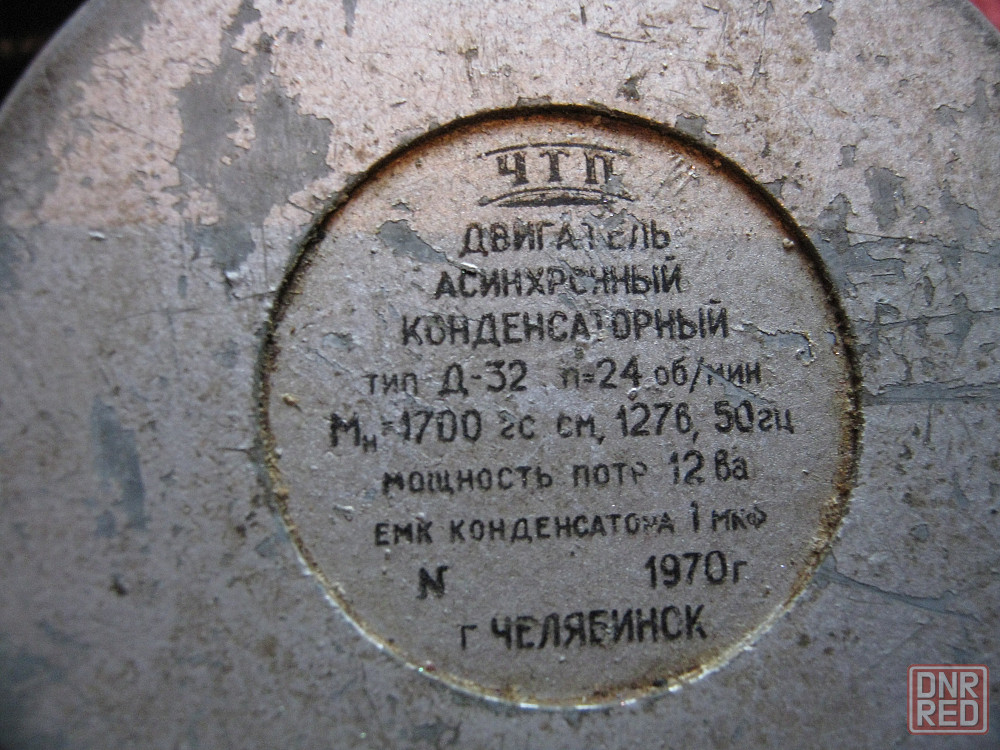 ЧТП
ДВИГАТЕЛЬ
АСИНХРОННЫЙ
КОНДЕНСАТОРНЫЙ
тип Д-32 n=24 об/мин
Мн=1700 гс см, 127в, 50гц
мощность потр 12 ва
ЕМК КОНДЕНСАТОРА 1 мкф
N 1970г
г ЧЕЛЯБИНСК
DNR
RED